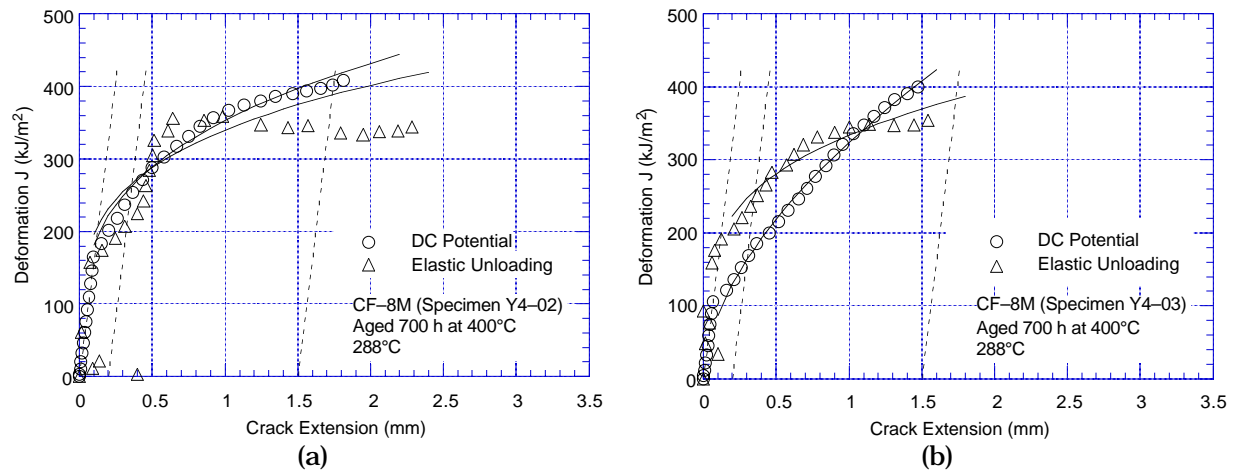 500
400
300
200
100
0
Deformation J (kJ/m²)
DC Potential
Elastic Unloading
CF–8M (Specimen Y4–02)
Aged 700 h at 400°C
288°C
0 0.5 1 1.5 2 2.5 3 3.5
Crack Extension (mm)
(a)
500
400
300
200
100
0
Deformation J (kJ/m²)
DC Potential
Elastic Unloading
CF–8M (Specimen Y4–03)
Aged 700 h at 400°C
288°C
0 0.5 1 1.5 2 2.5 3 3.5
Crack Extension (mm)
(b)